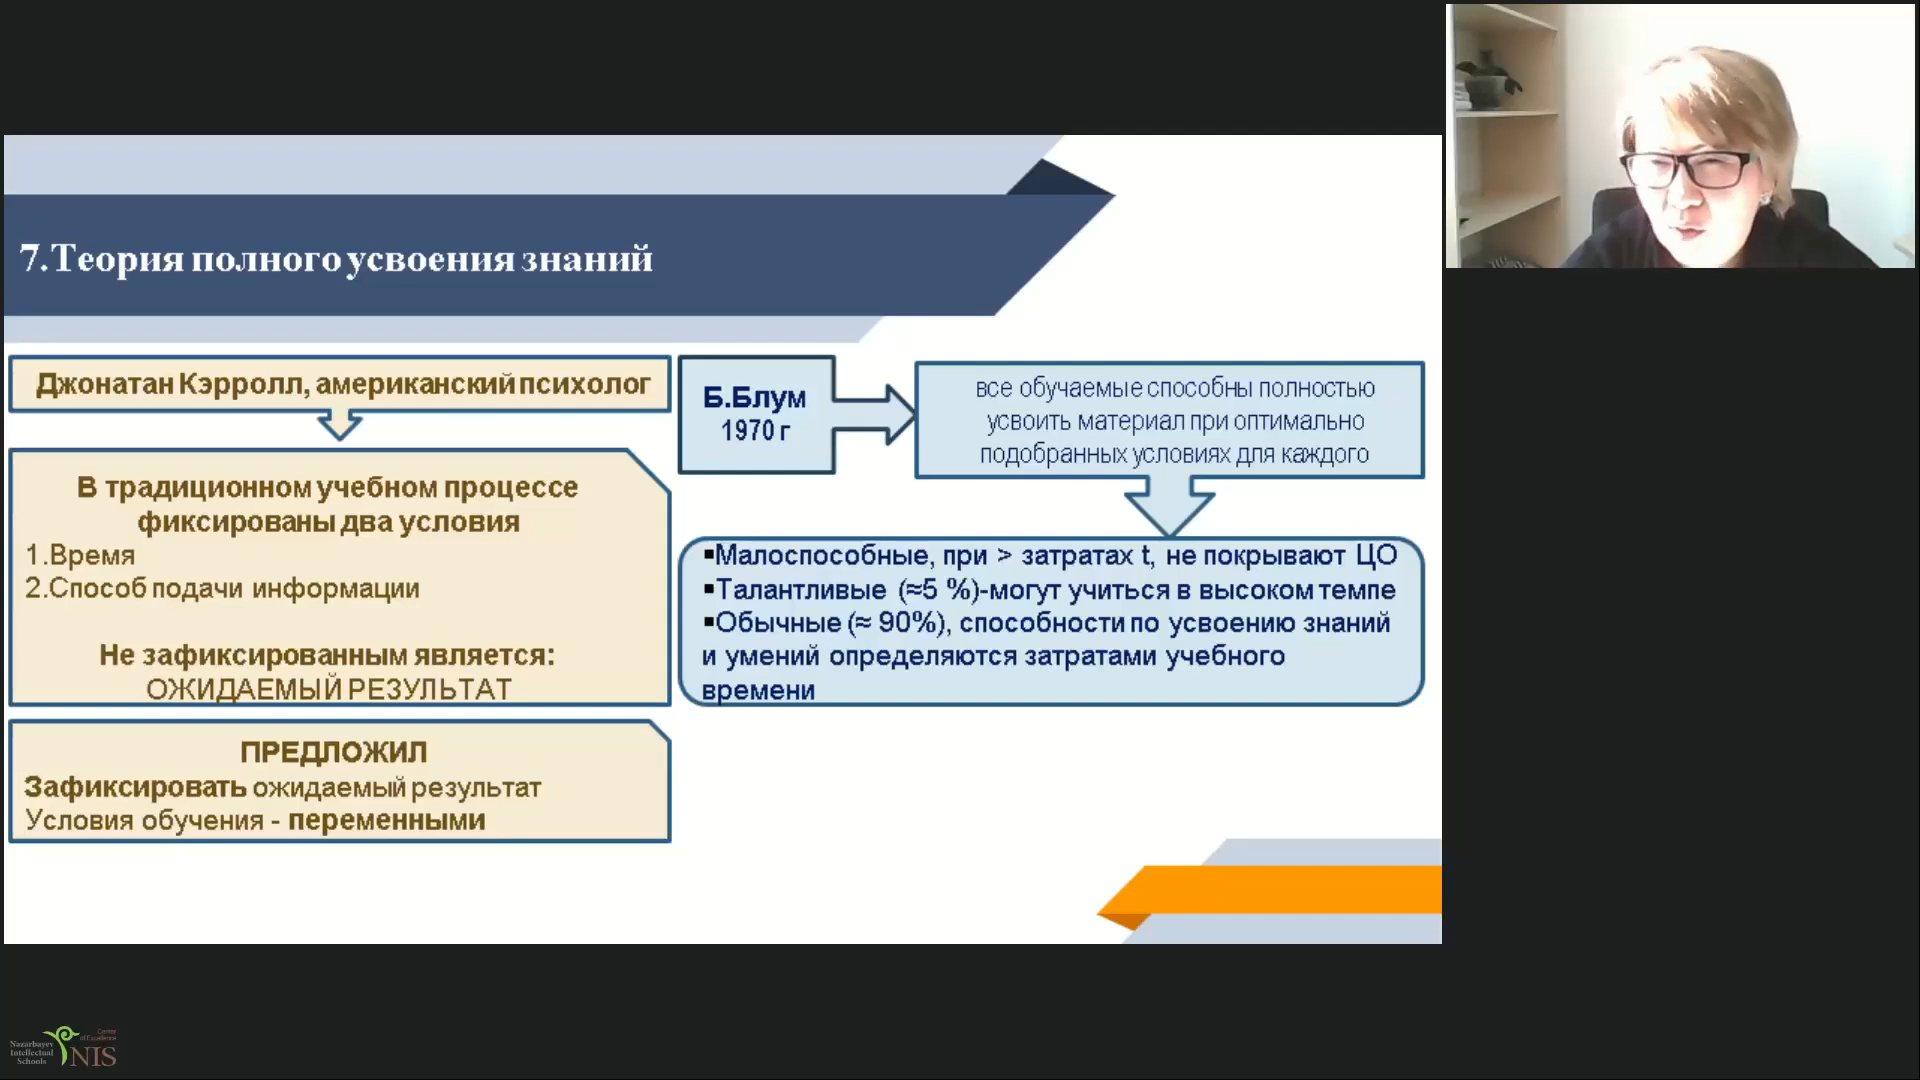 7.Теория полного усвоения знаний
Джонатан Кэрролл, американский психолог
В традиционном учебном процессе
фиксированы два условия
1.Время
2.Способ подачи информации
Не зафиксированным является:
ОЖИДАЕМЫЙ РЕЗУЛЬТАТ
ПРЕДЛОЖИЛ
Зафиксировать ожидаемый результат
Условия обучения - переменными
Б.Блум
1970 г
все обучаемые способны полностью
усвоить материал при оптимально
подобранных условиях для каждого
▪Малоспособные, при > затратах t, не покрывают ЦО
▪Талантливые (≈5 %)-могут учиться в высоком темпе
▪Обычные (≈ 90%), способности по усвоению знаний
и умений определяются затратами учебного
времени
Nazarbayev
Intellectual
Schools
Center
of Excellence
NIS